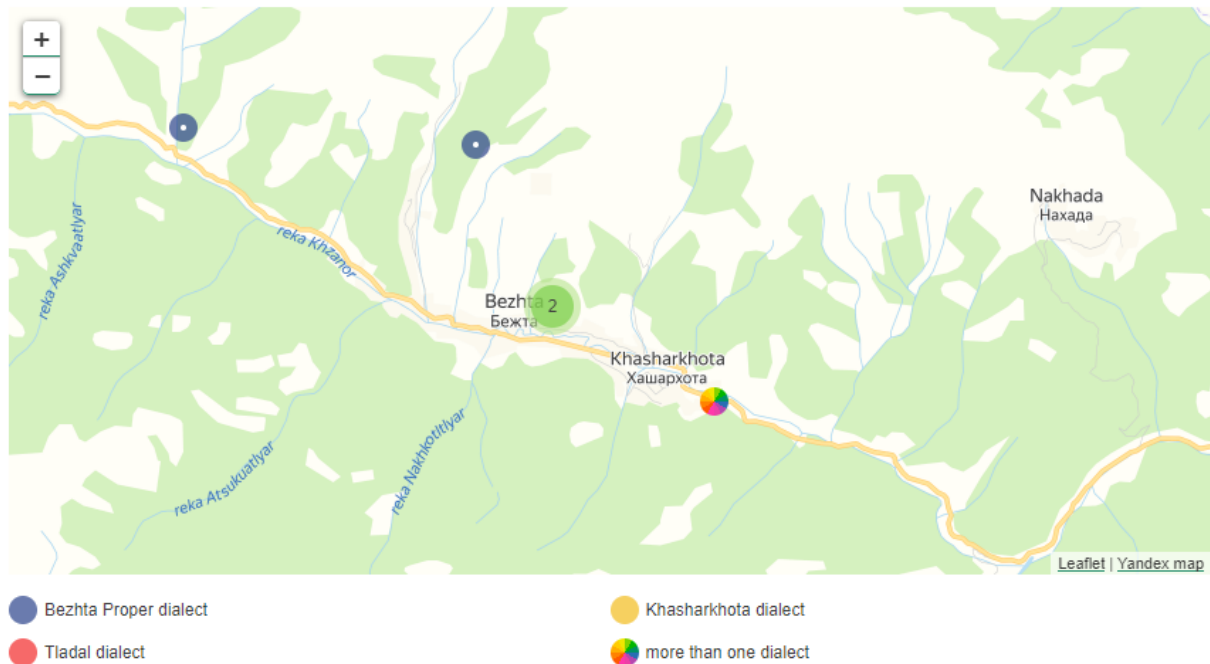 +
−
Nakhada
Нахада
reka Ashkvaatlyar
reka Khzanor
Bezhta
Бежта
2
Khasharkhota
Хашархота
reka Atsukuatlyar
reka Nakhkotltlyar
Leaflet | Yandex map
Bezhta Proper dialect
Khasharkhota dialect
Tladal dialect
more than one dialect